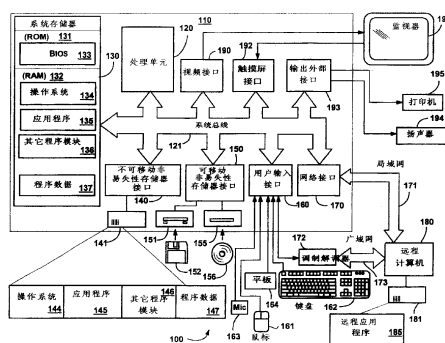 系统存储器
(ROM) 131
BIOS
133
(RAM) 132
操作系统
134
应用程序
135
其它程序
模块
136
程序数据
137
130
110
120
处理单元
190
视频接口
192
触摸屏
接口
输出外部
接口
193
监视器
195
打印机
194
扬声器
系统总线
121
不可移动非
易失性存储器
接口
140
150
可移动
非易失性
存储器接口
用户输入
接口
160
网络接口
170
局域网
171
141
151
152
155
156
172
调制解调器
广域网
173
180
远程
计算机
平板
164
键盘
162
Mic
163
161
鼠标
181
远程应用
程序
185
操作系统
144
应用程序
145
其它程序
模块
146
程序数据
147
100